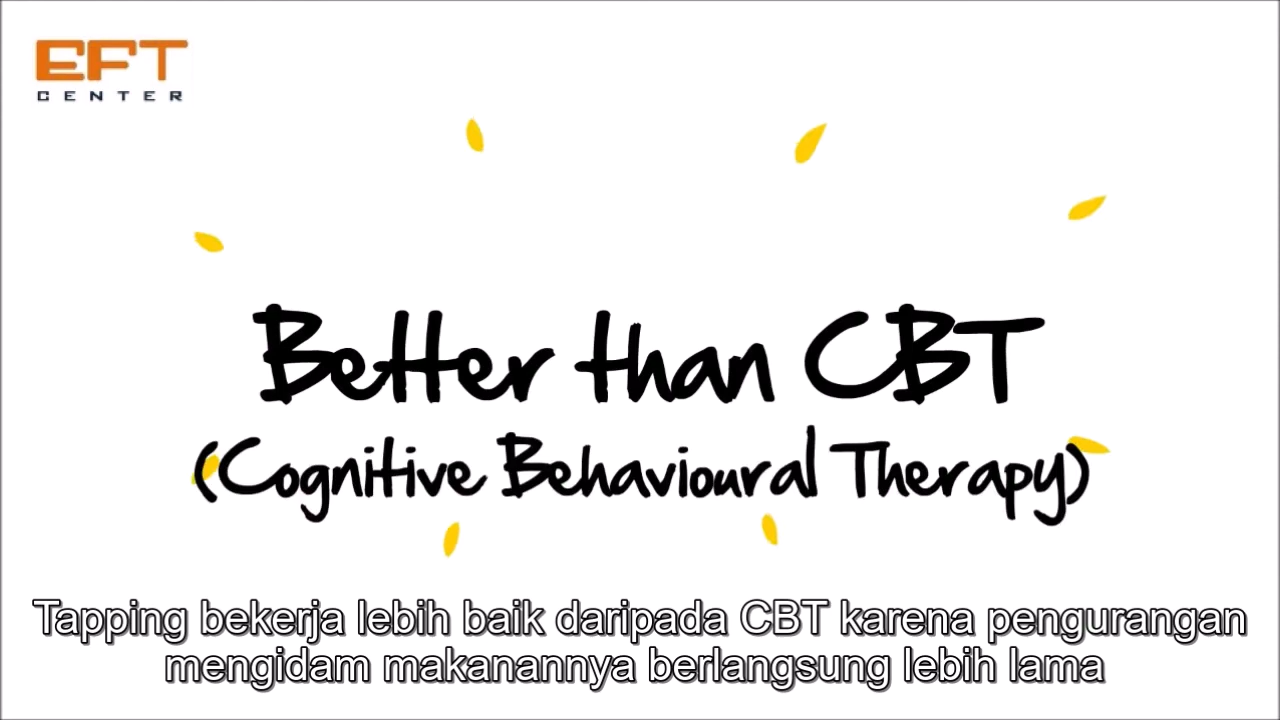 EFT
CENTER
Better than CBT
(Cognitive Behavioural Therapy)
Tapping bekerja lebih baik daripada CBT karena pengurangan
mengidam makanannya berlangsung lebih lama